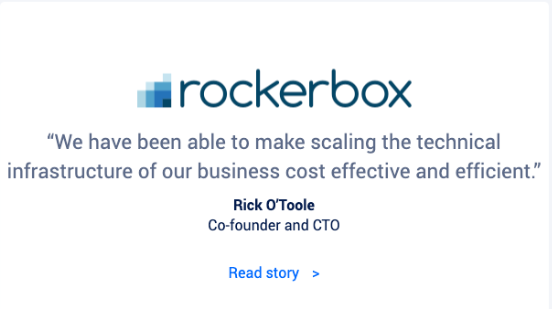 rockerbox
“We have been able to make scaling the technical
infrastructure of our business cost effective and efficient.”
Rick O’Toole
Co-founder and CTO
Read story >